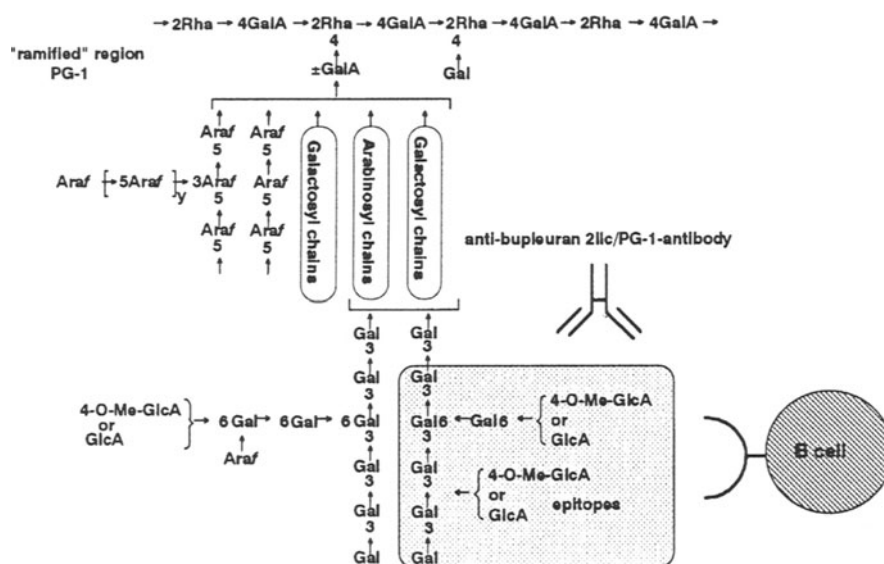 →2Rha → 4GalA → 2Rha → 4GalA → 2Rha → 4GalA → 2Rha → 4GalA →
4 4
"ramified" region
PG-1
±GalA Gal
Araf Araf
5 5
Araf [→5Araf]y→3Araf Araf
5 5
Araf Araf
5 5
Galactosyl chains
Arabinosyl chains
Galactosyl chains
anti-bupleuran 2IIc/PG-1-antibody
Gal Gal
3 3
Gal Gal
3 3
4-O-Me-GlcA
or
GlcA
}→ 6Gal→ 6Gal→ 6Gal Gal6 ←Gal6 ←{
3 3
4-O-Me-GlcA
or
GlcA
Araf
B cell
Gal Gal
3 3
←{
4-O-Me-GlcA
or
GlcA
epitopes
Gal Gal
3 3
Gal Gal